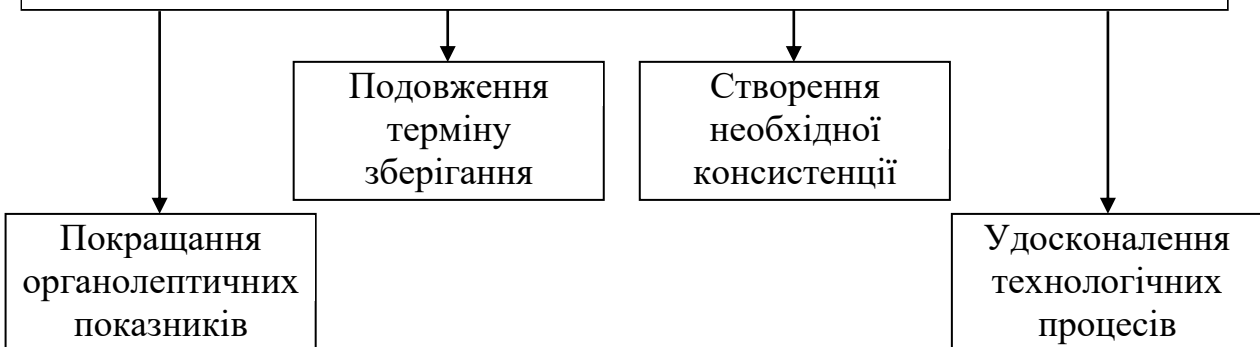 Подовження
терміну
зберігання
Створення
необхідної
консистенції
Покращання
органолептичних
показників
Удосконалення
технологічних
процесів